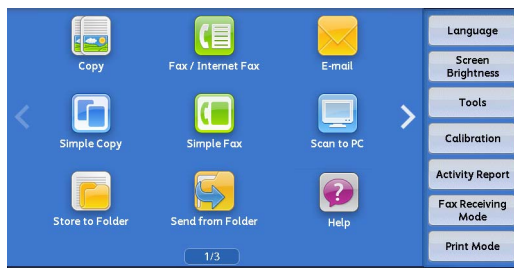 Copy
Fax / Internet Fax
E-mail
Simple Copy
Simple Fax
Scan to PC
Store to Folder
Send from Folder
Help
1/3
Language
Screen
Brightness
Tools
Calibration
Activity Report
Fax Receiving
Mode
Print Mode